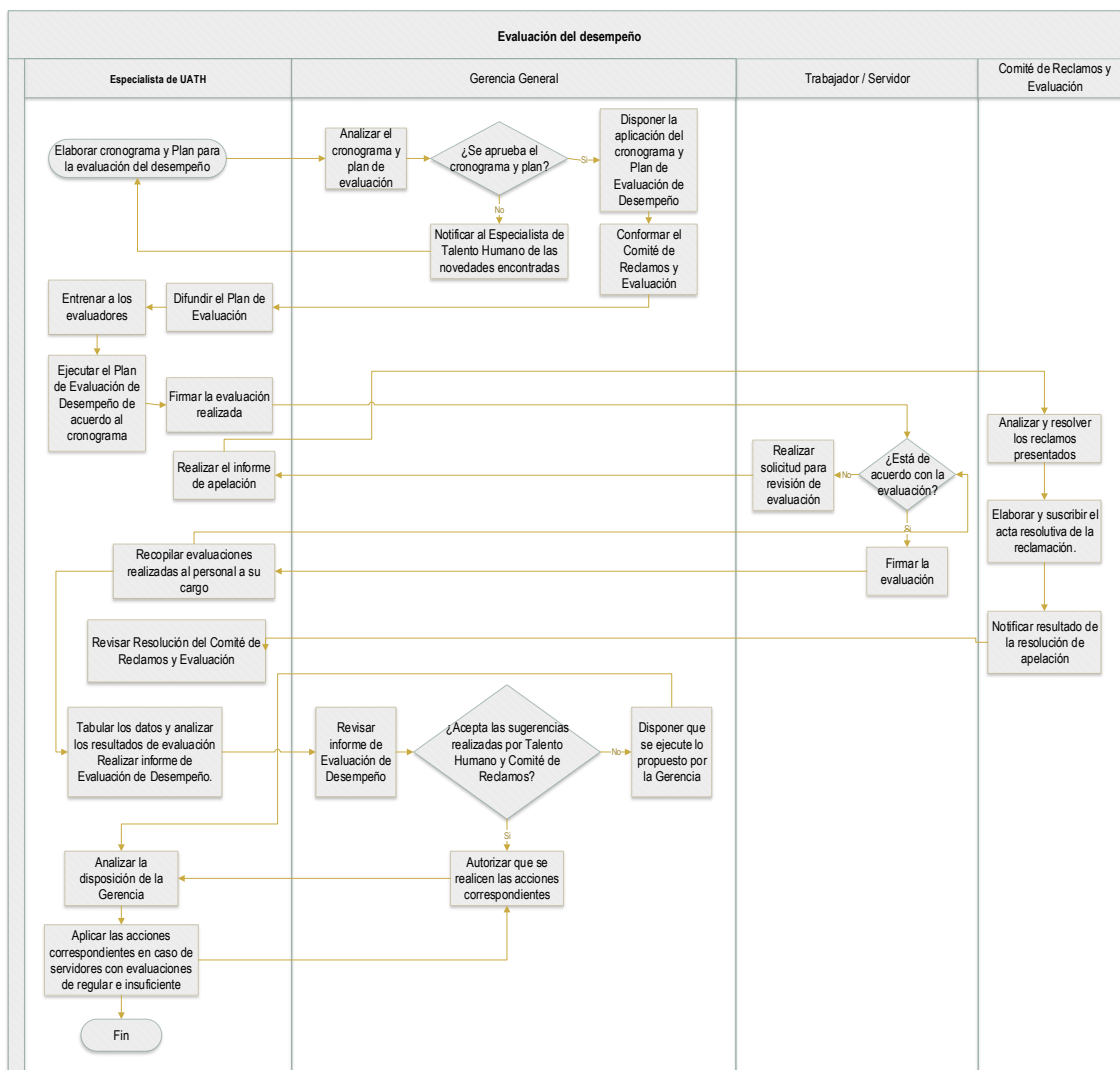 Evaluación del desempeño
Especialista de UATH
Gerencia General
Trabajador / Servidor
Comité de Reclamos y
Evaluación
Elaborar cronograma y Plan para
la evaluación del desempeño
Analizar el
cronograma y
plan de
evaluación
¿Se aprueba el
cronograma y plan?
Si
Disponer la
aplicación del
cronograma y
Plan de
Evaluación de
Desempeño
No
Notificar al Especialista de
Talento Humano de las
novedades encontradas
Conformar el
Comité de
Reclamos y
Evaluación
Entrenar a los
evaluadores
Difundir el Plan de
Evaluación
Ejecutar el Plan
de Evaluación de
Desempeño de
acuerdo al
cronograma
Firmar la evaluación
realizada
Realizar el informe
de apelación
Realizar
solicitud para
revisión de
evaluación
No
¿Está de
acuerdo con la
evaluación?
Si
Analizar y resolver
los reclamos
presentados
Elaborar y suscribir el
acta resolutiva de la
reclamación.
Recopilar evaluaciones
realizadas al personal a su
cargo
Firmar la
evaluación
Revisar Resolución del Comité de
Reclamos y Evaluación
Notificar resultado de
la resolución de
apelación
Tabular los datos y analizar
los resultados de evaluación
Realizar informe de
Evaluación de Desempeño.
Revisar
informe de
Evaluación de
Desempeño
¿Acepta las sugerencias
realizadas por Talento
Humano y Comité de
Reclamos?
No
Disponer que
se ejecute lo
propuesto por
la Gerencia
Si
Analizar la
disposición de la
Gerencia
Autorizar que se
realicen las acciones
correspondientes
Aplicar las acciones
correspondientes en caso de
servidores con evaluaciones
de regular e insuficiente
Fin